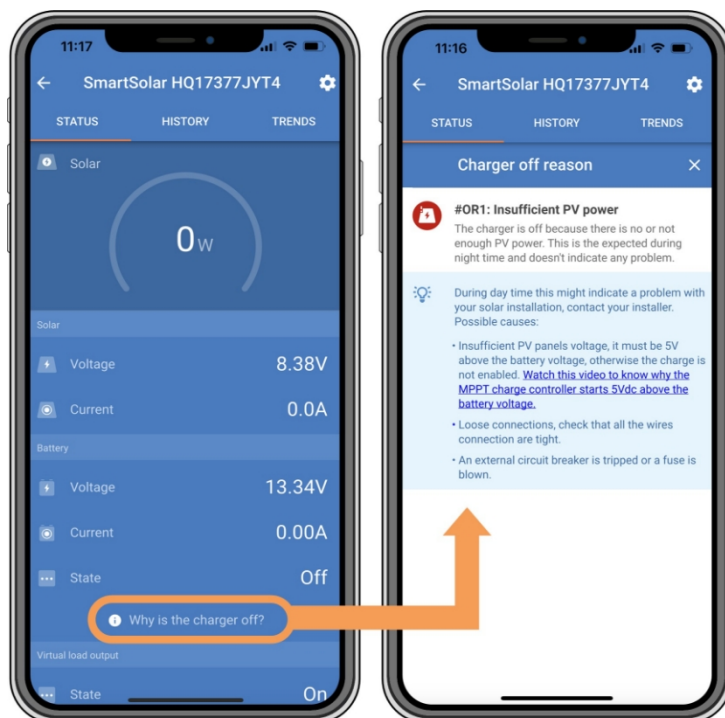 11:17
SmartSolar HQ17377JYT4
STATUS HISTORY TRENDS
Solar
0W
Solar
Voltage 8.38V
Current 0.0A
Battery
Voltage 13.34V
Current 0.00A
State Off
Why is the charger off?
Virtual load output
State On
11:16
SmartSolar HQ17377JYT4
STATUS HISTORY TRENDS
Charger off reason
#OR1: Insufficient PV power
The charger is off because there is no or not
enough PV power. This is the expected during
night time and doesn't indicate any problem.
During day time this might indicate a problem with
your solar installation, contact your installer.
Possible causes:
• Insufficient PV panels voltage, it must be 5V
above the battery voltage, otherwise the charge is
not enabled. Watch this video to know why the
MPPT charge controller starts 5Vdc above the
battery voltage.
• Loose connections, check that all the wires
connection are tight.
• An external circuit breaker is tripped or a fuse is
blown.